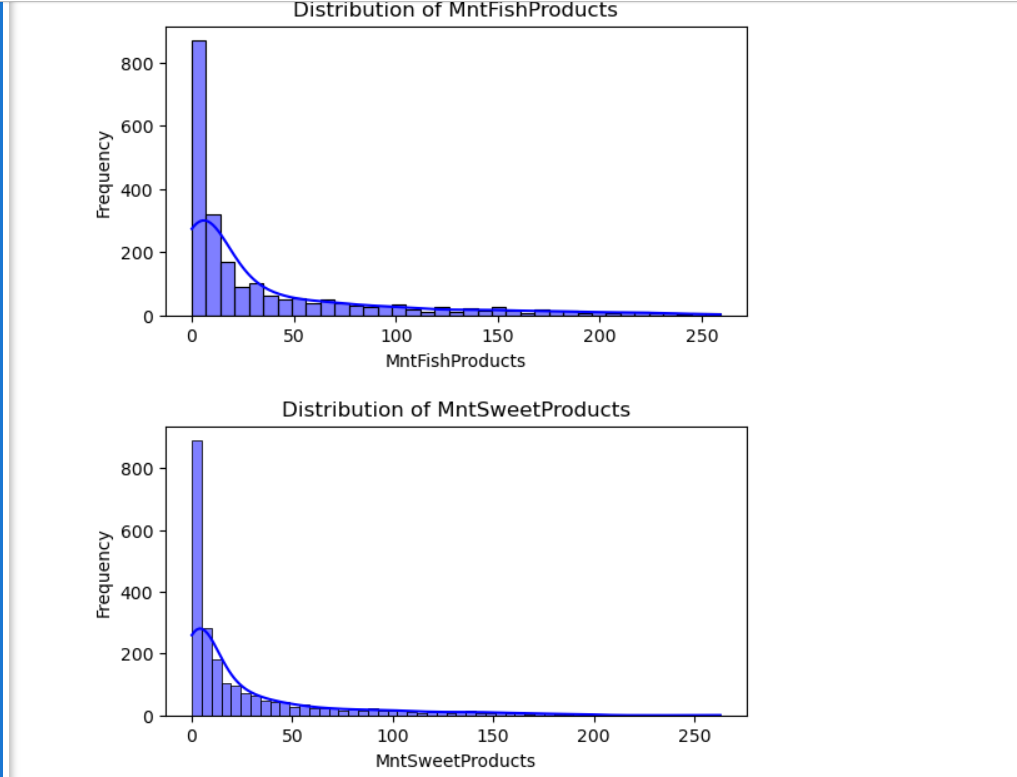 Distribution of MntFishProducts
800
600
400
200
0
Frequency
0 50 100 150 200 250
MntFishProducts
Distribution of MntSweetProducts
800
600
400
200
0
Frequency
0 50 100 150 200 250
MntSweetProducts